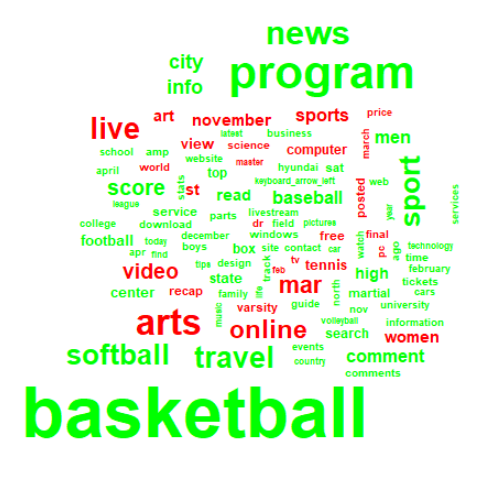 news
city
program
info
live
art
november
sports
price
latest
business
view
science
computer
march
men
school
amp
website
master
april
world
top
hyundai
sat
keyboard_arrow_left
web
score
st
stats
read
baseball
posted
sport
league
service
parts
livestream
year
services
college
download
dr
field
pictures
football
today
december
windows
free
final
boys
box
site
contact
car
watch
pc
ago
technology
apr
find
time
video
tips
design
track
tv
feb
tennis
high
february
state
tickets
center
recap
family
life
mar
north
martial
cars
arts
music
varsity
guide
nov
university
online
volleyball
information
search
women
softball
travel
events
country
comment
comments
basketball